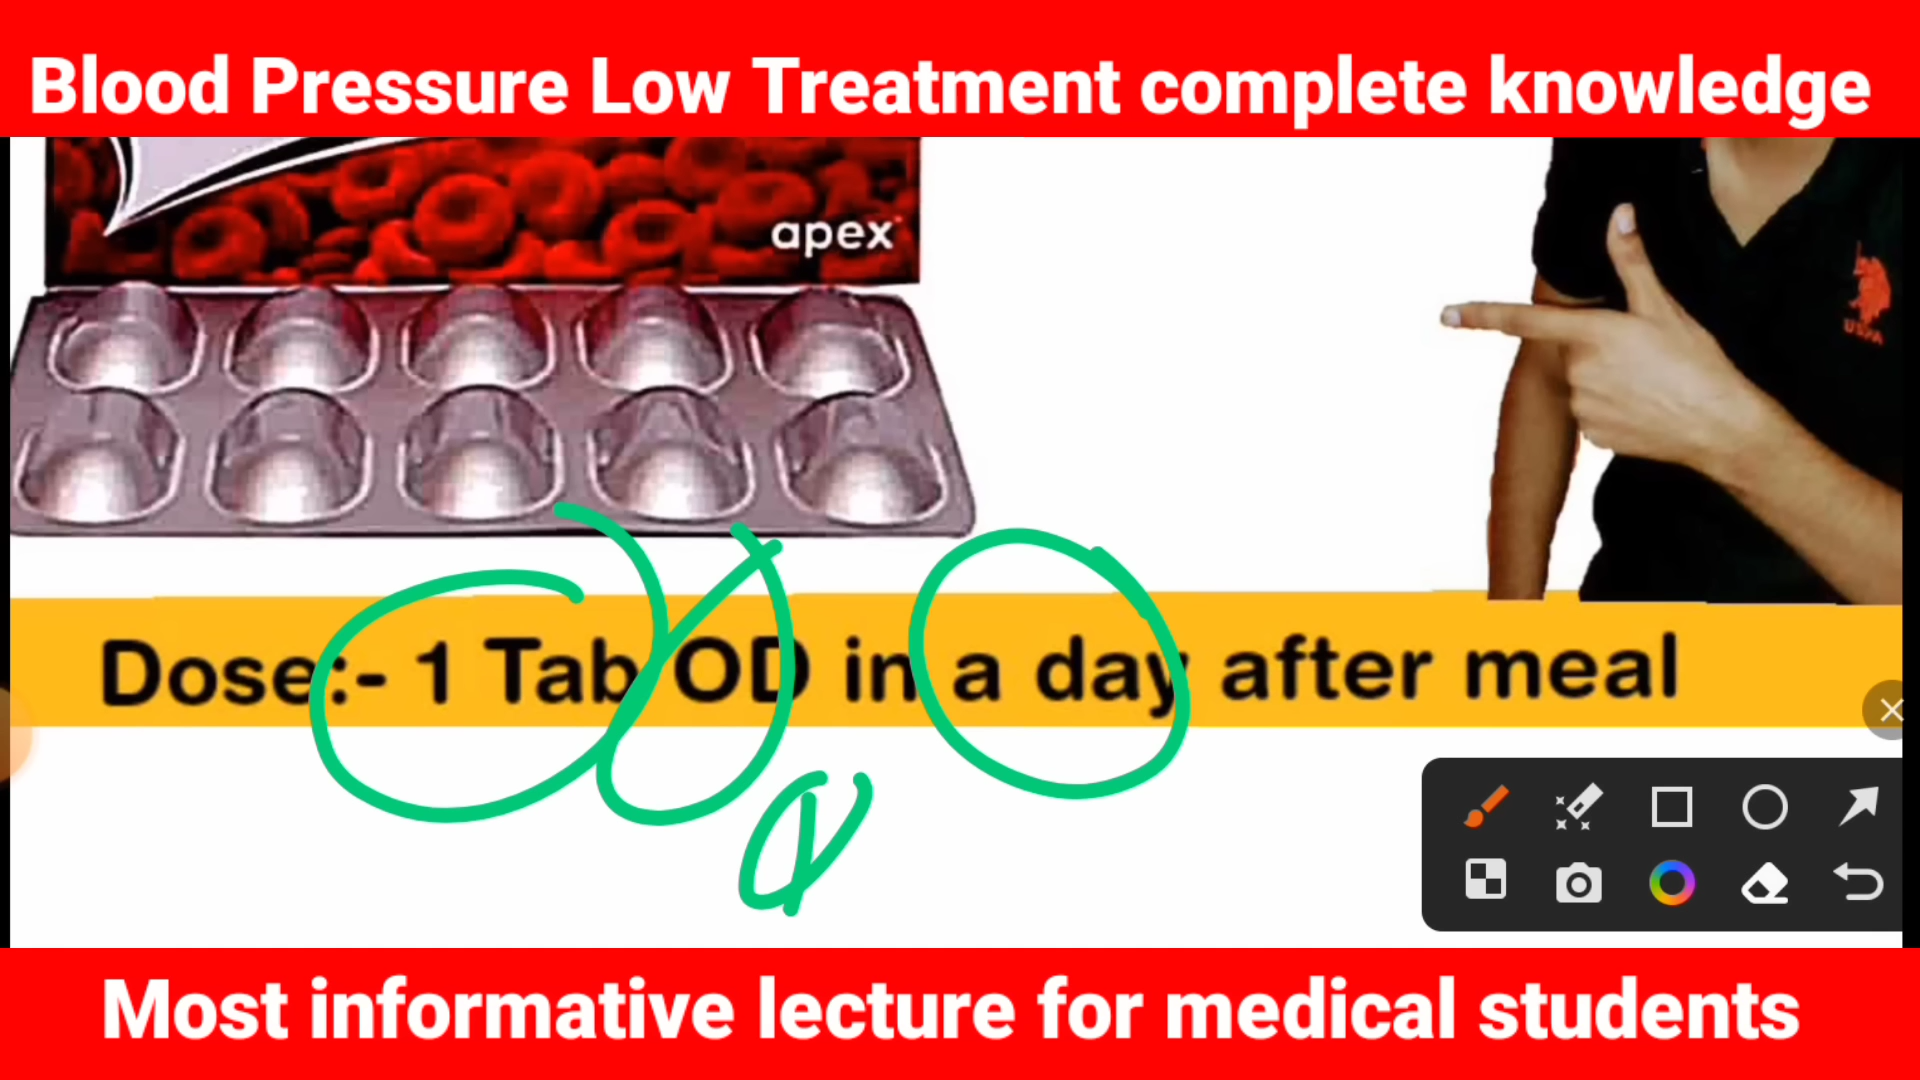 Blood Pressure Low Treatment complete knowledge
apex
USPA
Dose:- 1 Tab OD in a day after meal
Most informative lecture for medical students